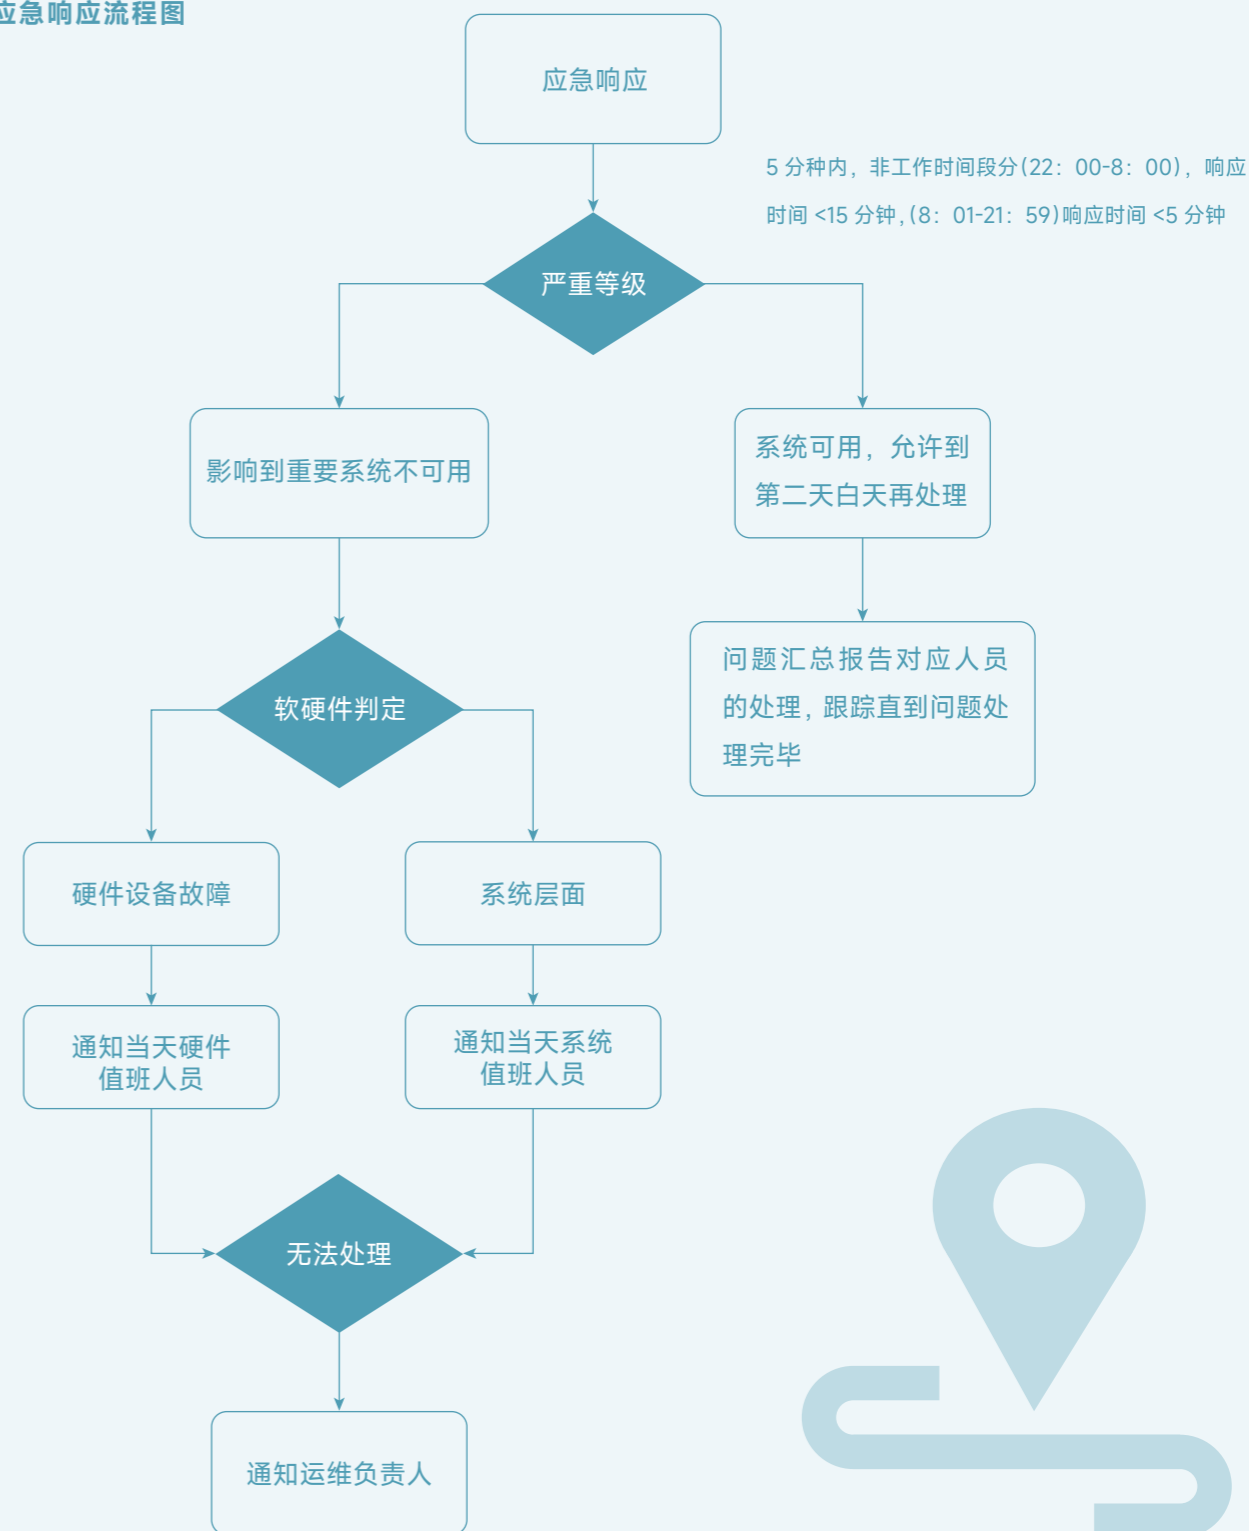 应急响应流程图
应急响应
5 分种内，非工作时间段分(22：00-8：00)，响应
时间 <15 分钟，(8：01-21：59)响应时间 <5 分钟
严重等级
影响到重要系统不可用
系统可用，允许到
第二天白天再处理
问题汇总报告对应人员
的处理，跟踪直到问题处
理完毕
软硬件判定
硬件设备故障
系统层面
通知当天硬件
值班人员
通知当天系统
值班人员
无法处理
通知运维负责人